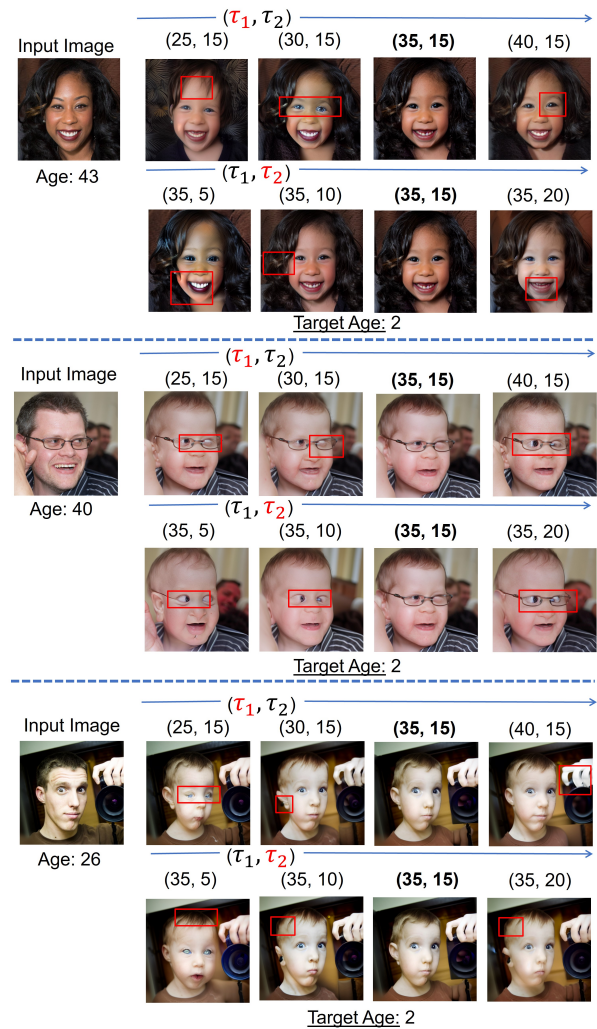 (τ₁, τ₂)
Input Image
(25, 15) (30, 15) (35, 15) (40, 15)
Age: 43
(τ₁, τ₂)
(35, 5) (35, 10) (35, 15) (35, 20)
Target Age: 2
(τ₁, τ₂)
Input Image
(25, 15) (30, 15) (35, 15) (40, 15)
Age: 40
(τ₁, τ₂)
(35, 5) (35, 10) (35, 15) (35, 20)
Target Age: 2
(τ₁, τ₂)
Input Image
(25, 15) (30, 15) (35, 15) (40, 15)
Age: 26
(τ₁, τ₂)
(35, 5) (35, 10) (35, 15) (35, 20)
Target Age: 2